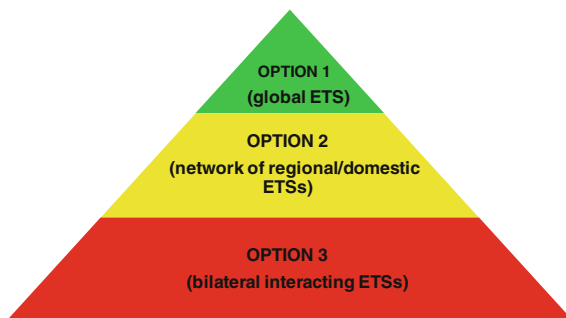 OPTION 1
(global ETS)
OPTION 2
(network of regional/domestic
ETSs)
OPTION 3
(bilateral interacting ETSs)